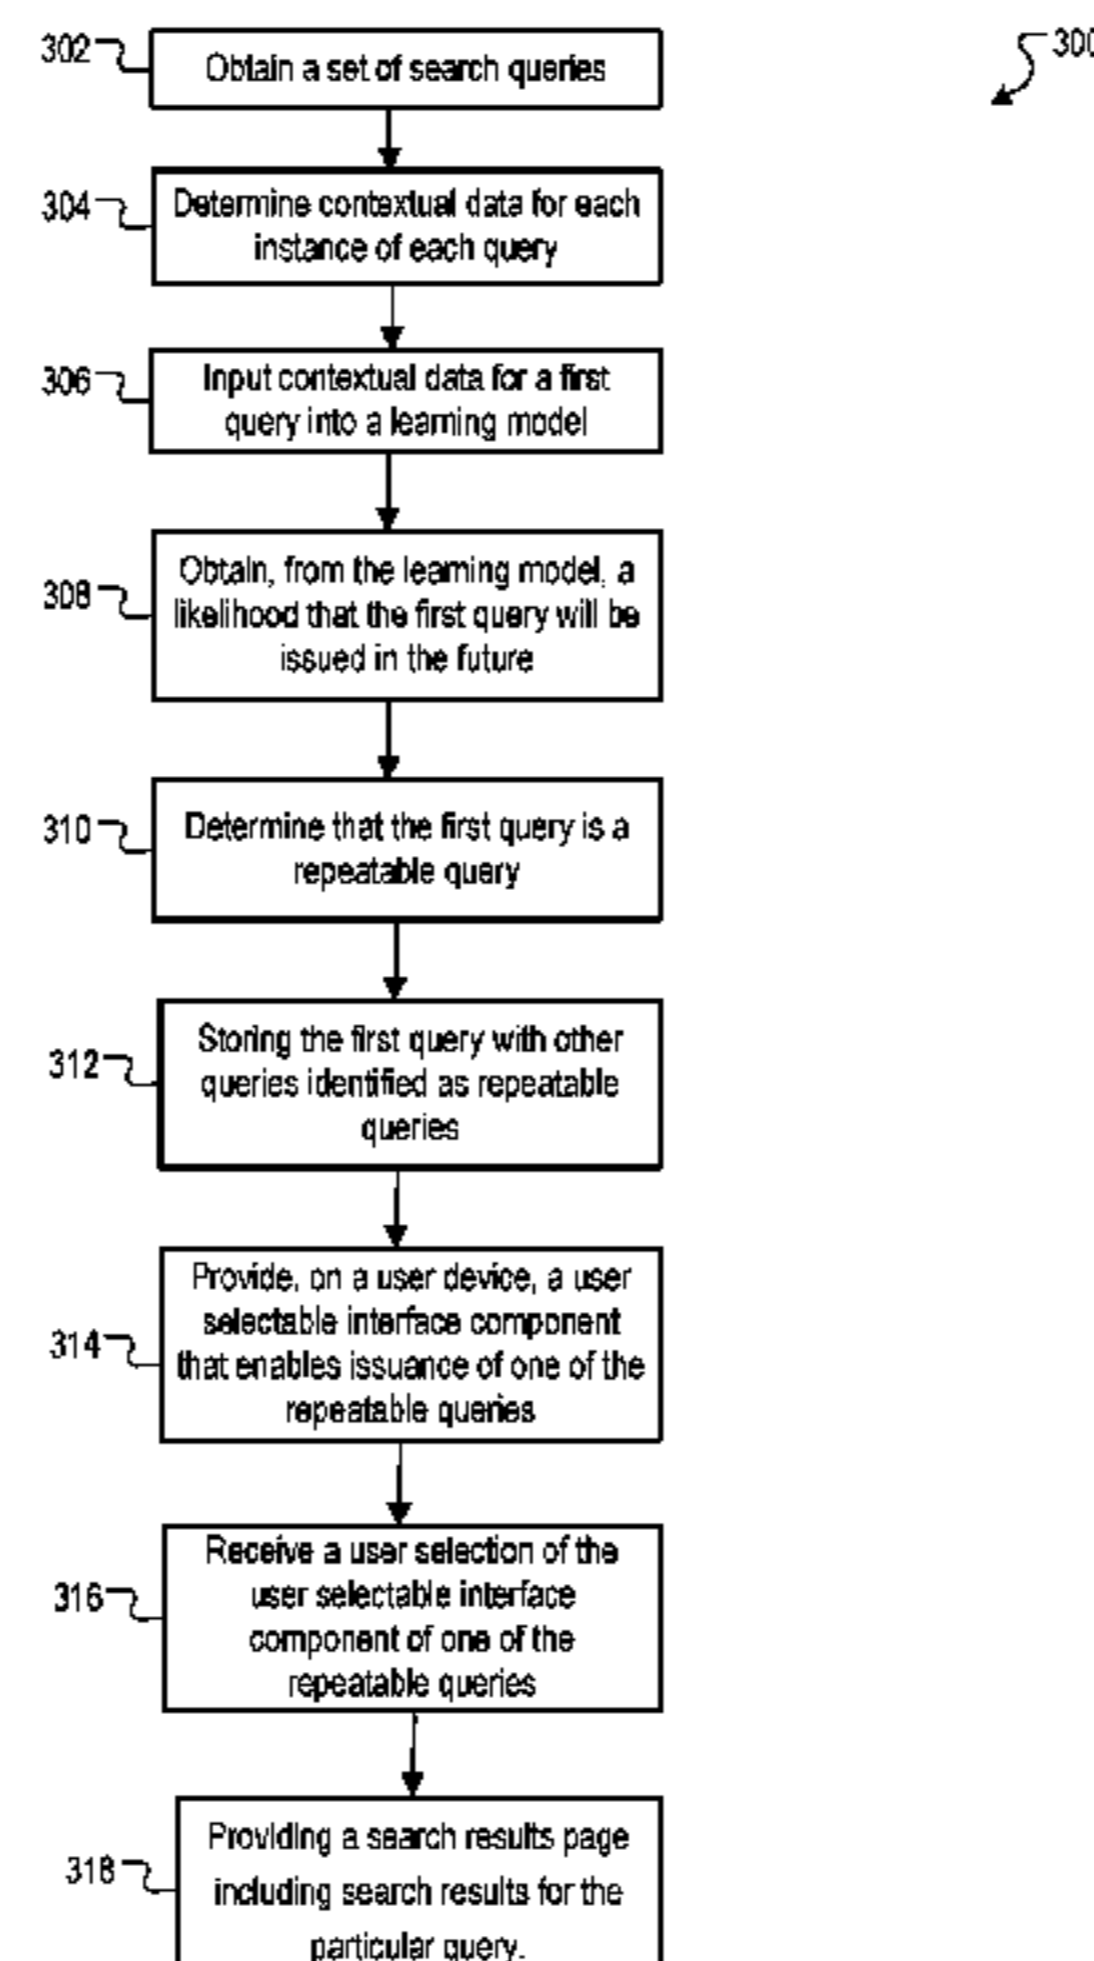 300
302
Obtain a set of search queries
304
Determine contextual data for each
instance of each query
306
Input contextual data for a first
query into a learning model
308
Obtain, from the learning model, a
likelihood that the first query will be
issued in the future
310
Determine that the first query is a
repeatable query
312
Storing the first query with other
queries identified as repeatable
queries
314
Provide, on a user device, a user
selectable interface component
that enables issuance of one of the
repeatable queries
316
Receive a user selection of the
user selectable interface
component of one of the
repeatable queries
318
Providing a search results page
including search results for the
particular query.